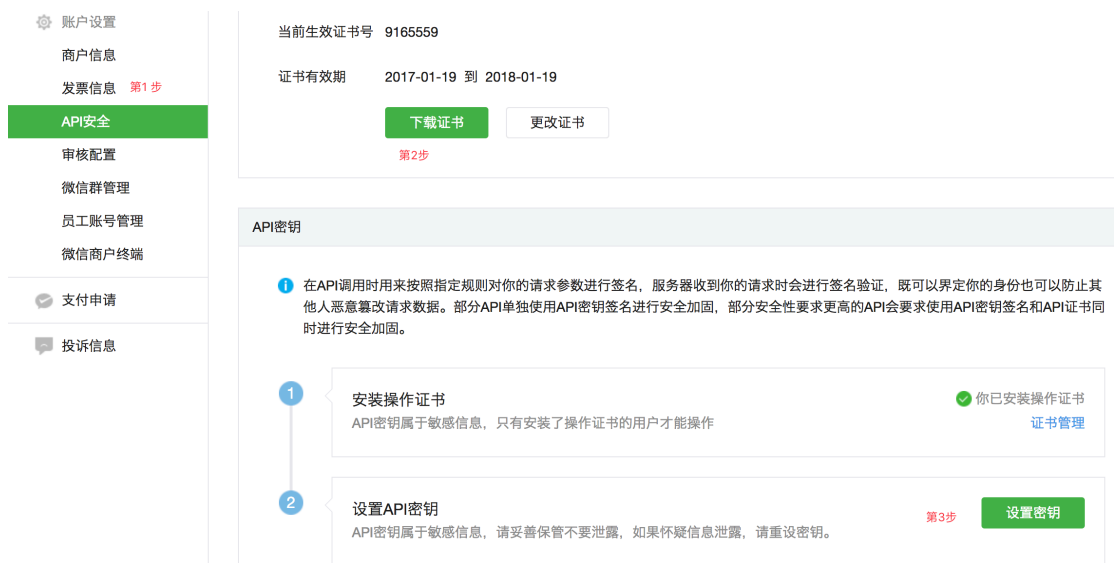 账户设置
商户信息
发票信息 第1 步
API安全
审核配置
微信群管理
员工账号管理
微信商户终端
支付申请
投诉信息
当前生效证书号 9165559
证书有效期 2017-01-19 到 2018-01-19
下载证书 更改证书
第2步
API密钥
在API调用时用来按照指定规则对你的请求参数进行签名，服务器收到你的请求时会进行签名验证，既可以界定你的身份也可以防止其
他人恶意篡改请求数据。部分API单独使用API密钥签名进行安全加固，部分安全性要求更高的API会要求使用API密钥签名和API证书同
时进行安全加固。
1 安装操作证书 你已安装操作证书
API密钥属于敏感信息，只有安装了操作证书的用户才能操作 证书管理
2 设置API密钥 第3步 设置密钥
API密钥属于敏感信息，请妥善保管不要泄露，如果怀疑信息泄露，请重设密钥。